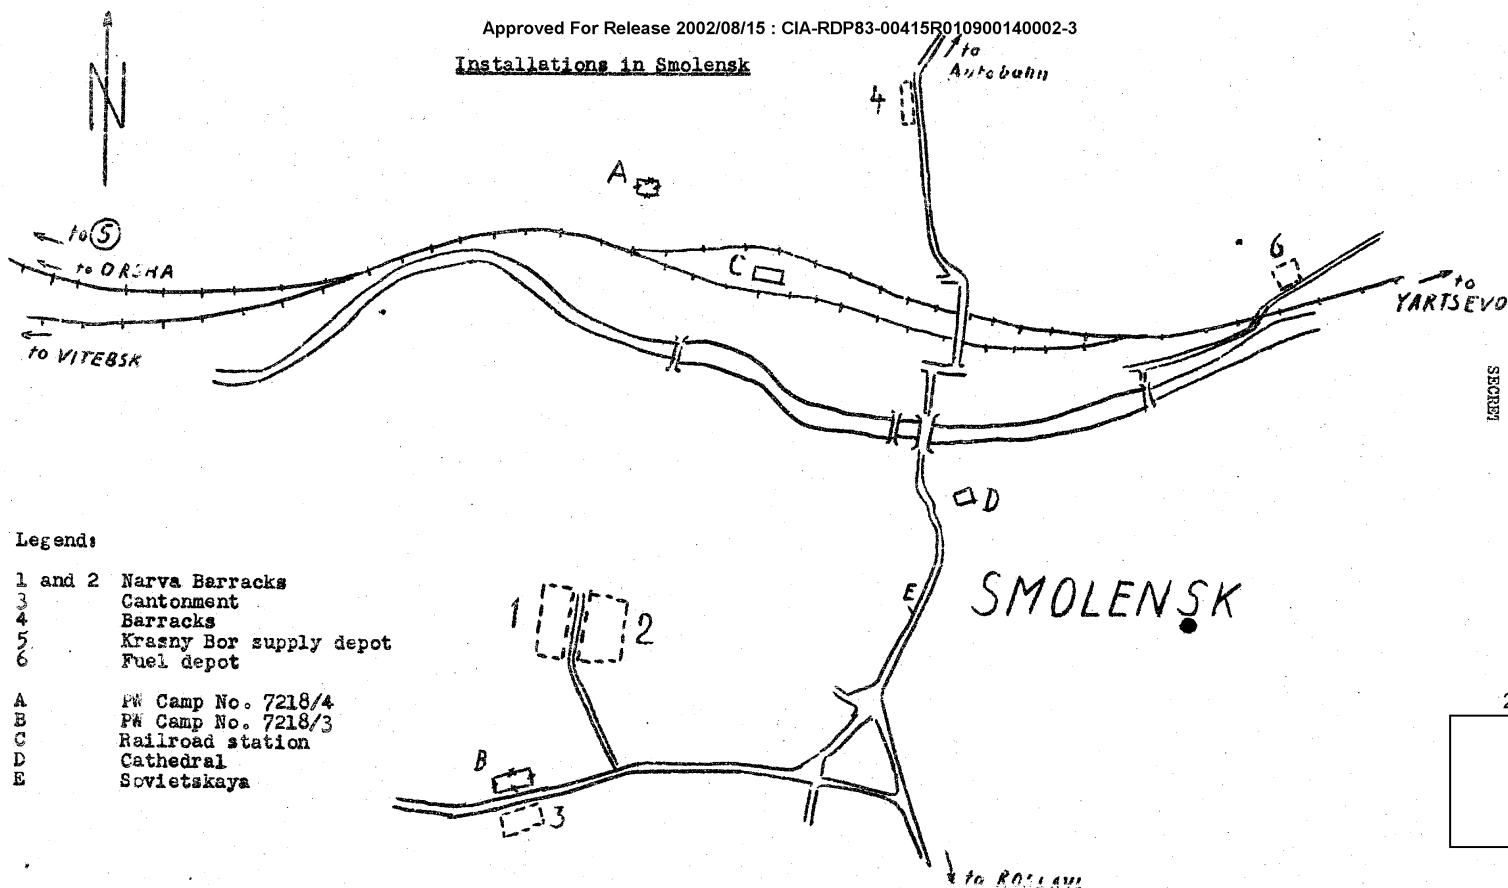 Approved For Release 2002/08/15 : CIA-RDP83-00415R010900140002-3
Installations in Smolensk
N
to
Autobahn
4
A
to 5
to ORSHA
C
6
to
YARTSEVO
to VITEBSK
SECRET
D
Legend:
1 and 2 Narva Barracks
3 Cantonment
4 Barracks
5 Krasny Bor supply depot
6 Fuel depot
A PW Camp No. 7218/4
B PW Camp No. 7218/3
C Railroad station
D Cathedral
E Sovietskaya
1
2
E
SMOLENSK
2
B
3
to ROSLAVL